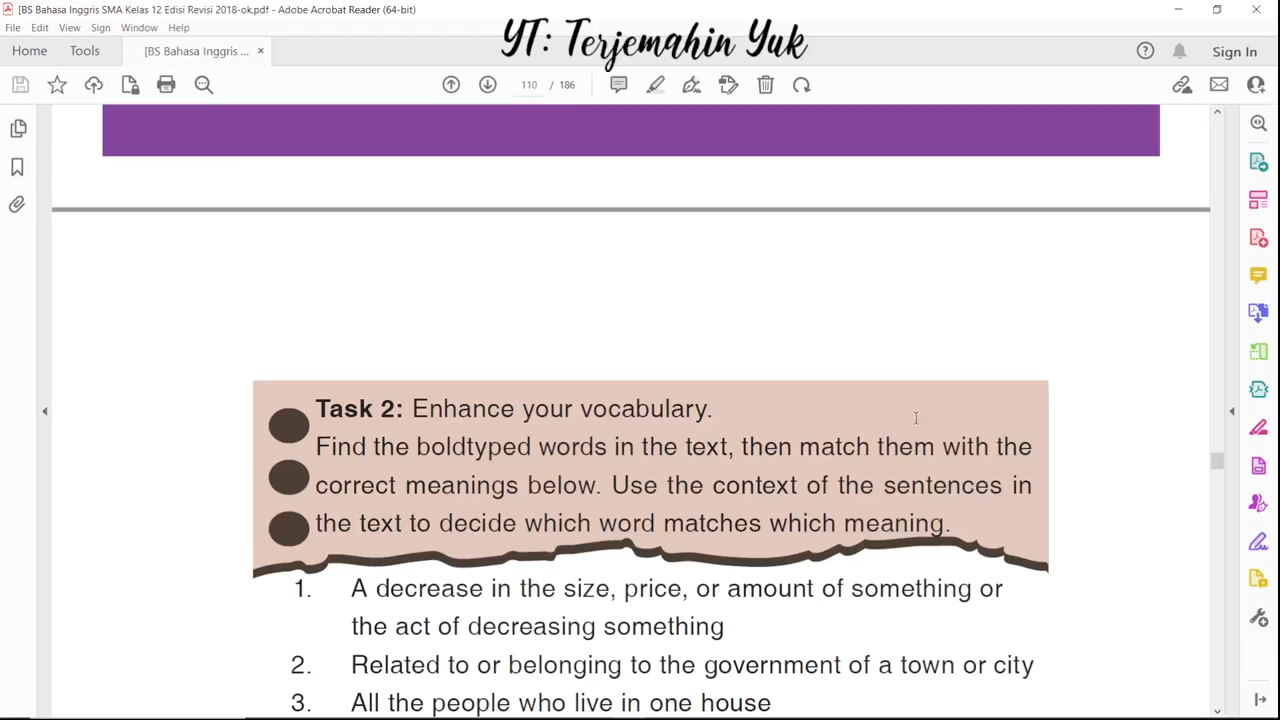 [BS Bahasa Inggris SMA Kelas 12 Edisi Revisi 2018-ok.pdf - Adobe Acrobat Reader (64-bit)
File Edit View Sign Window Help
YT: Terjemahin Yuk
Home Tools [BS Bahasa Inggris ... × Sign In
110 / 186
Task 2: Enhance your vocabulary.
Find the boldtyped words in the text, then match them with the
correct meanings below. Use the context of the sentences in
the text to decide which word matches which meaning.
1. A decrease in the size, price, or amount of something or
the act of decreasing something
2. Related to or belonging to the government of a town or city
3. All the people who live in one house